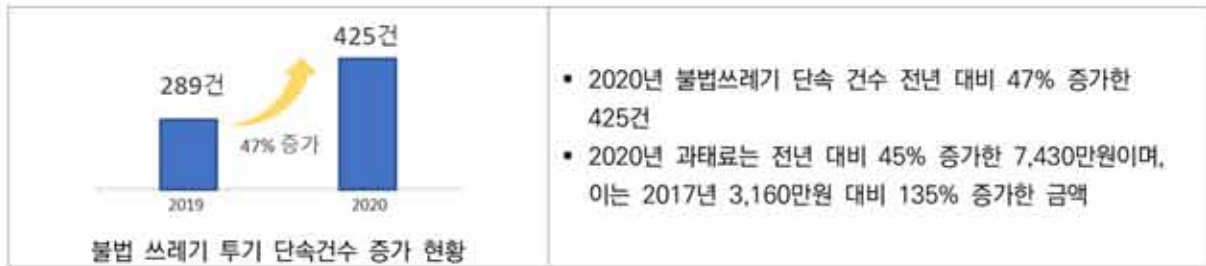 425건
289건
47% 증가
2019
2020
불법 쓰레기 투기 단속건수 증가 현황
▪ 2020년 불법쓰레기 단속 건수 전년 대비 47% 증가한
425건
▪ 2020년 과태료는 전년 대비 45% 증가한 7,430만원이며,
이는 2017년 3,160만원 대비 135% 증가한 금액